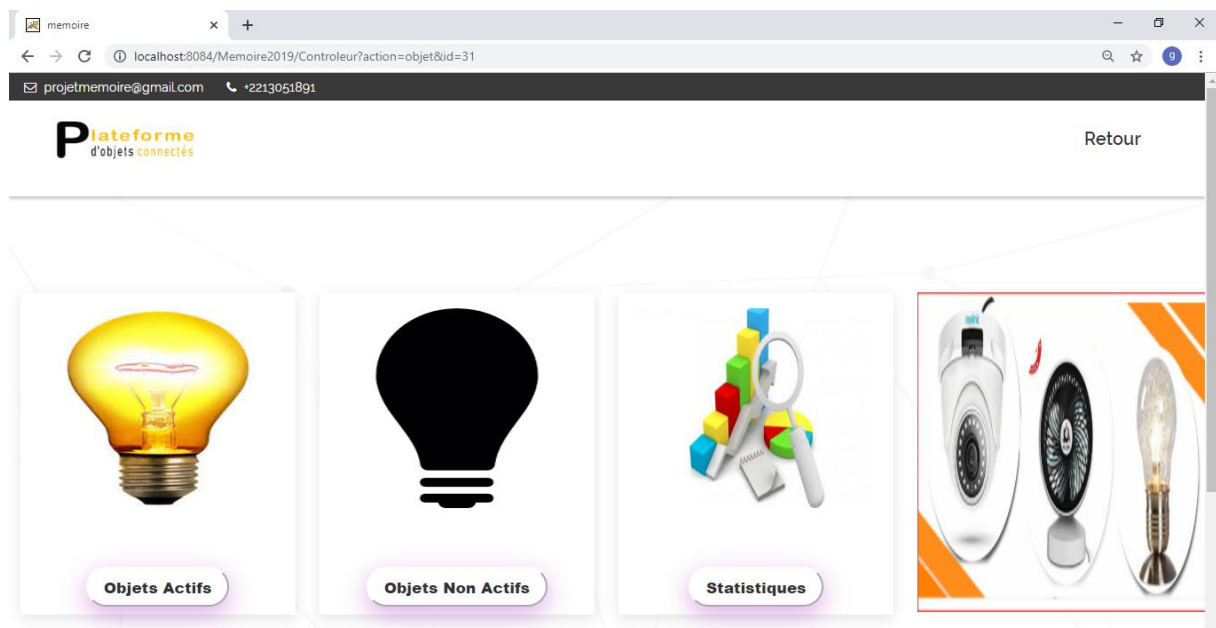 memoire
localhost:8084/Memoire2019/Controleur?action=objet&id=31
g
projetmemoire@gmail.com +2213051891
Plateforme
d'objets connectés
Retour
Objets Actifs
Objets Non Actifs
Statistiques